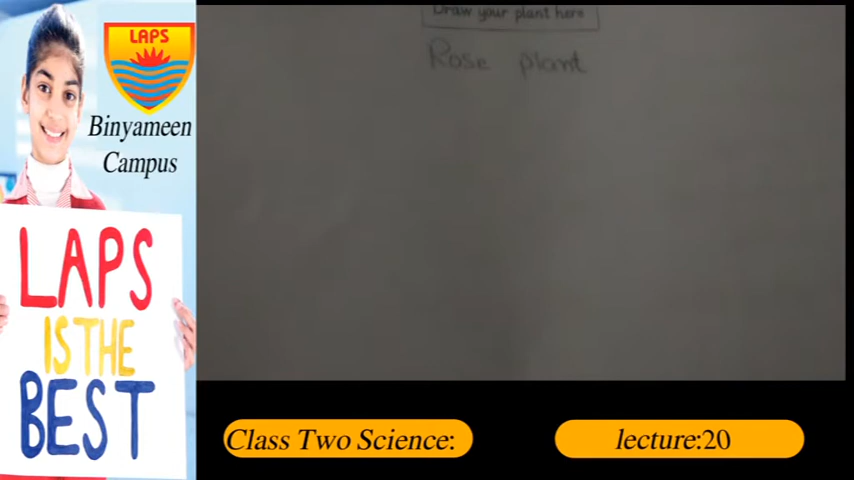 LAPS
Binyameen
Campus
LAPS
IS THE
BEST
Draw your plant here
Rose plant
Class Two Science:
lecture:20